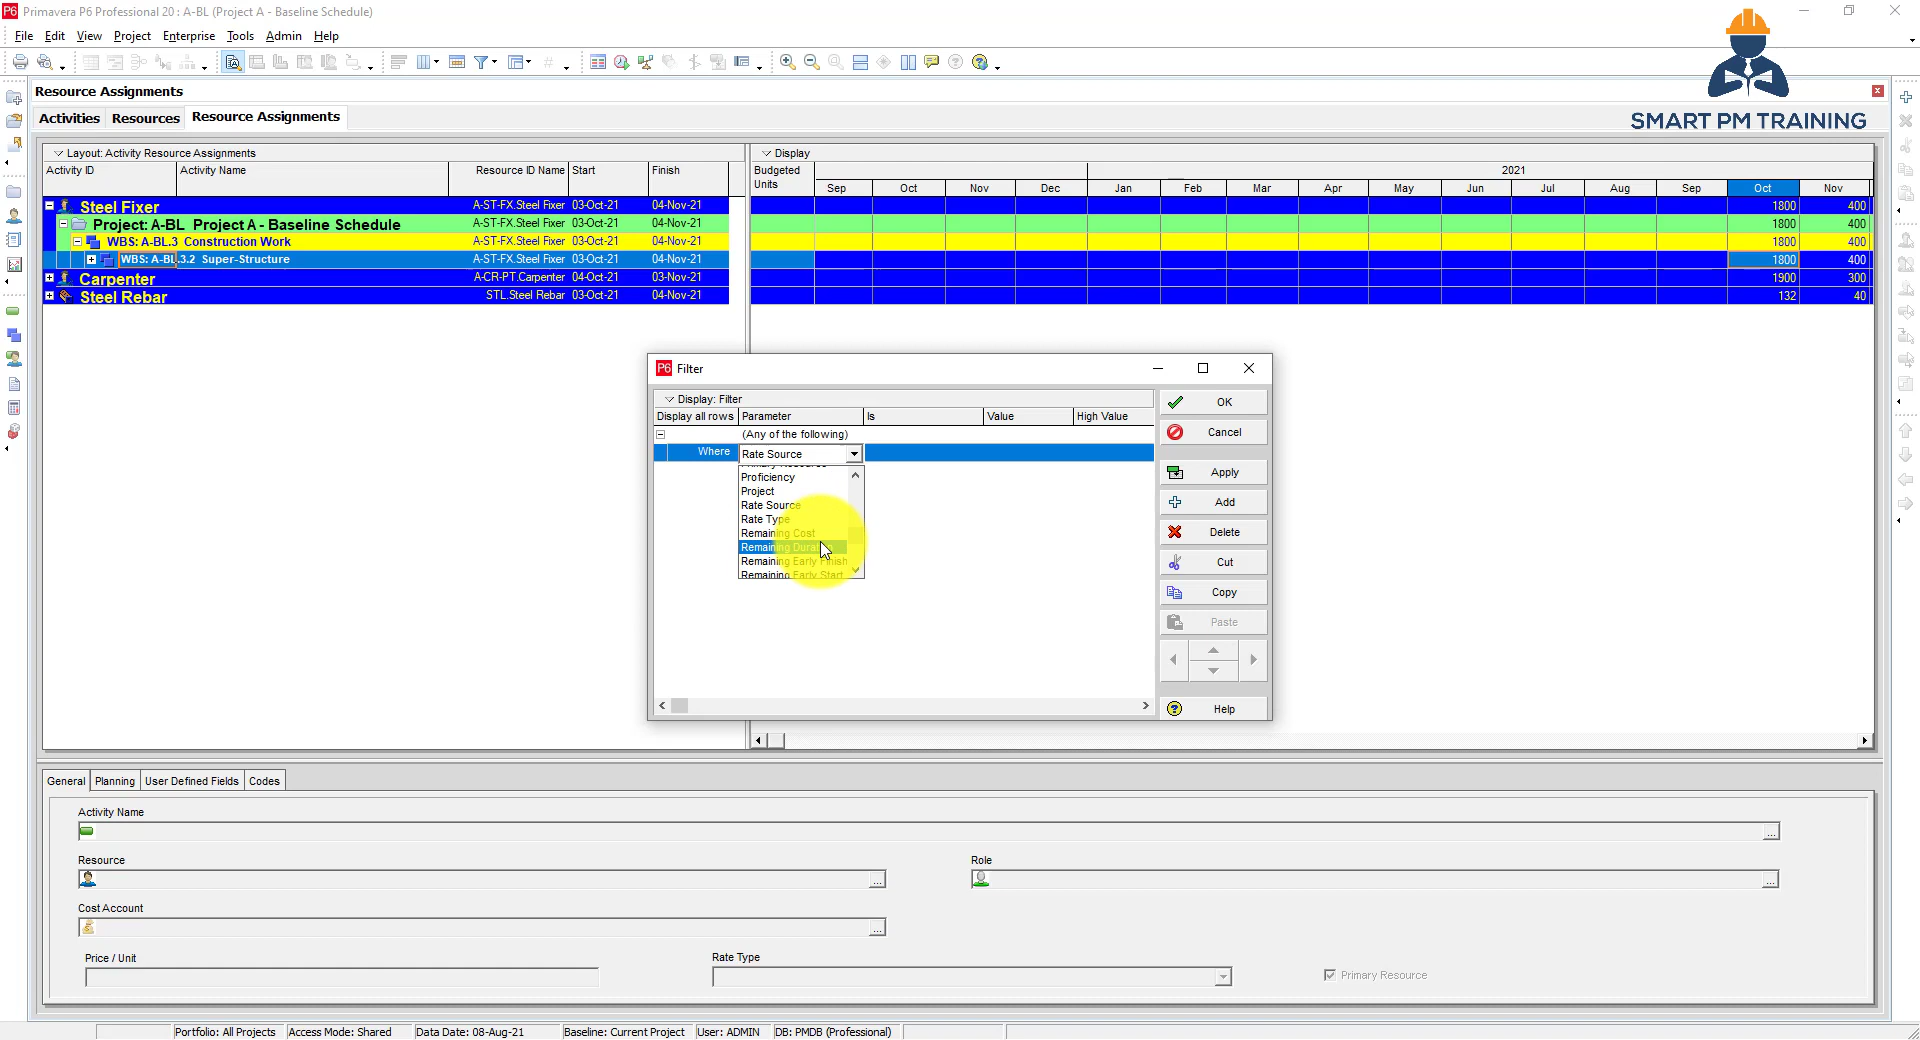 P6 Primavera P6 Professional 20 : A-BL (Project A - Baseline Schedule)
File Edit View Project Enterprise Tools Admin Help
Resource Assignments
Activities Resources Resource Assignments
SMART PM TRAINING
Layout: Activity Resource Assignments
Display
Activity ID Activity Name Resource ID Name Start Finish
Budgeted Units
2021
Sep Oct Nov Dec Jan Feb Mar Apr May Jun Jul Aug Sep Oct Nov
Steel Fixer A-ST-FX.Steel Fixer 03-Oct-21 04-Nov-21 1800 400
Project: A-BL Project A - Baseline Schedule A-ST-FX.Steel Fixer 03-Oct-21 04-Nov-21 1800 400
WBS: A-BL.3 Construction Work A-ST-FX.Steel Fixer 03-Oct-21 04-Nov-21 1800 400
WBS: A-BL.3.2 Super-Structure A-ST-FX.Steel Fixer 03-Oct-21 04-Nov-21 1800 400
Carpenter A-CR-PT.Carpenter 04-Oct-21 03-Nov-21 1900 300
Steel Rebar STL.Steel Rebar 03-Oct-21 04-Nov-21 132 40
P6 Filter
Display: Filter
Display all rows Parameter Is Value High Value
(Any of the following)
Where Rate Source
Proficiency
Project
Rate Source
Rate Type
Remaining Cost
Remaining
Remaining Early Finish
Remaining Early Start
OK
Cancel
Apply
Add
Delete
Cut
Copy
Paste
Help
General Planning User Defined Fields Codes
Activity Name
...
Resource
...
Role
...
Cost Account
...
Price / Unit
Rate Type
Primary Resource
Portfolio: All Projects Access Mode: Shared Data Date: 08-Aug-21 Baseline: Current Project User: ADMIN DB: PMDB (Professional)